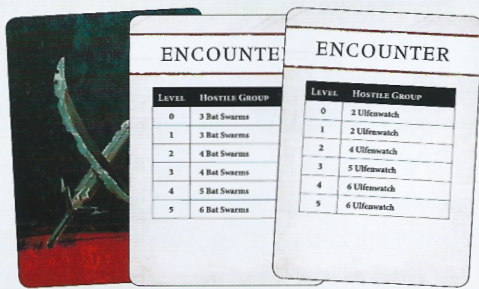 ENCOUNTE
LEVEL HOSTILE GROUP
0 3 Bat Swarms
1 3 Bat Swarms
2 4 Bat Swarms
3 4 Bat Swarms
4 5 Bat Swarms
5 6 Bat Swarms
ENCOUNTER
LEVEL HOSTILE GROUP
0 2 Ulfenwatch
1 2 Ulfenwatch
2 4 Ulfenwatch
3 5 Ulfenwatch
4 6 Ulfenwatch
5 6 Ulfenwatch